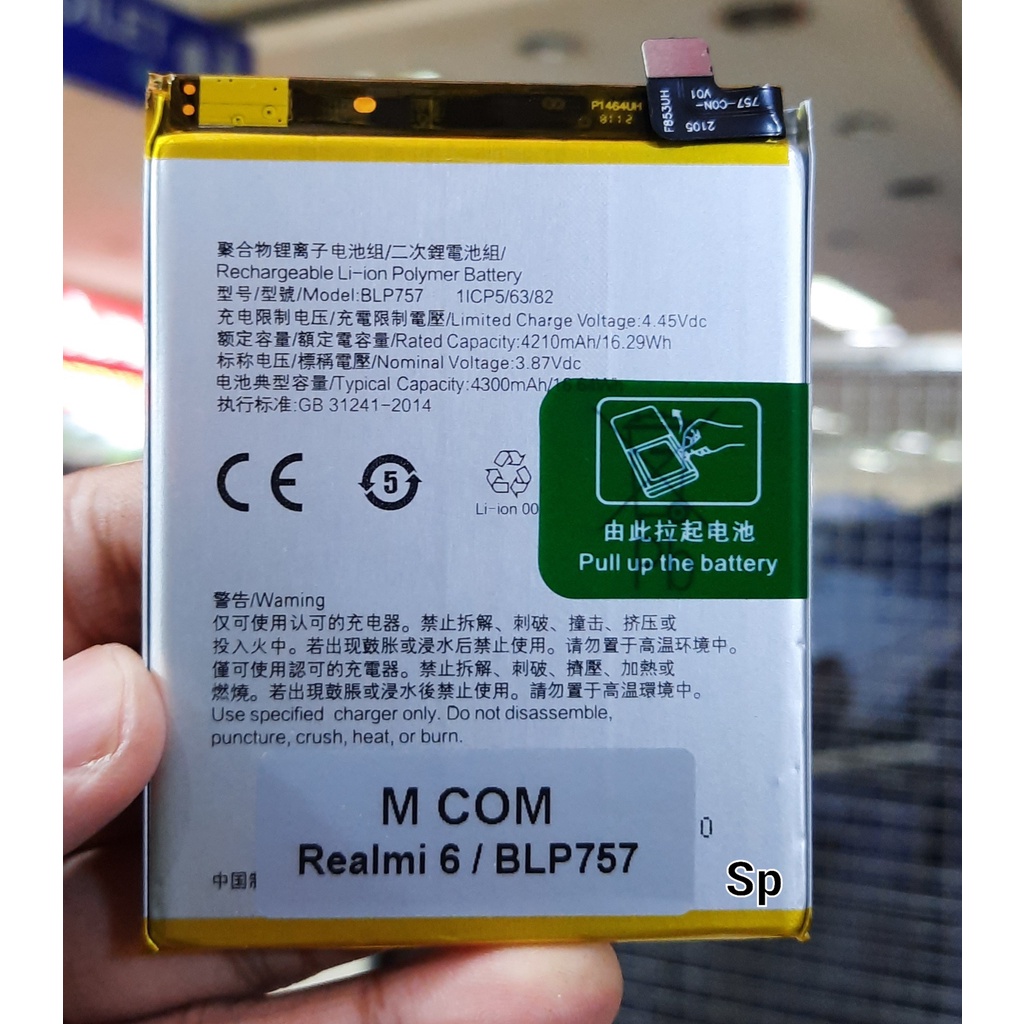 P1464UH
8112
F853UH
2105
757-CON-
V01
聚合物锂离子电池组/二次鋰電池組/
Rechargeable Li-ion Polymer Battery
型号/型號/Model:BLP757 1ICP5/63/82
充电限制电压/充電限制電壓/Limited Charge Voltage:4.45Vdc
额定容量/額定電容量/Rated Capacity:4210mAh/16.29Wh
标称电压/標稱電壓/Nominal Voltage:3.87Vdc
电池典型容量/Typical Capacity:4300mAh/
执行标准:GB 31241-2014
CE
5
Li-ion 00
由此拉起电池
Pull up the battery
警告/Warning
仅可使用认可的充电器。禁止拆解、刺破、撞击、挤压或
投入火中。若出现鼓胀或浸水后禁止使用。请勿置于高温环境中。
僅可使用認可的充電器。禁止拆解、刺破、擠壓、加熱或
燃燒。若出現鼓脹或浸水後禁止使用。請勿置于高溫環境中。
Use specified charger only. Do not disassemble,
puncture, crush, heat, or burn.
M COM
Realmi 6 / BLP757
0
中国
Sp